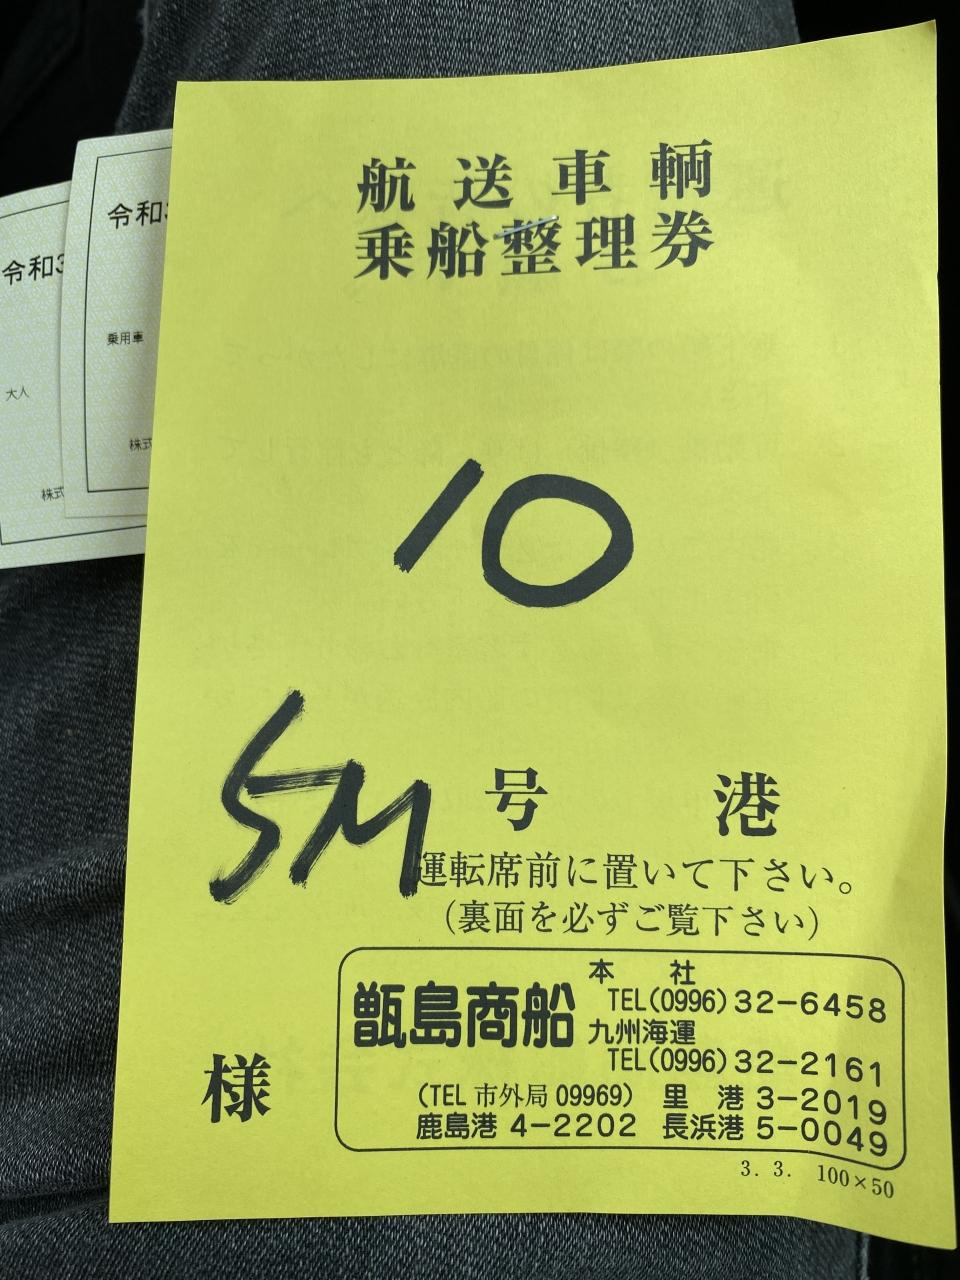 航送車輌
乗船整理券
10
5M 号 港
運転席前に置いて下さい。
(裏面を必ずご覧下さい)
甑島商船
本 社
TEL(0996)32-6458
九州海運
TEL(0996)32-2161
(TEL 市外局 09969) 里 港 3-2019
鹿島港 4-2202 長浜港 5-0049
様
3. 3. 100×50
令和3
乗用車
株式
令和3
大人
株式